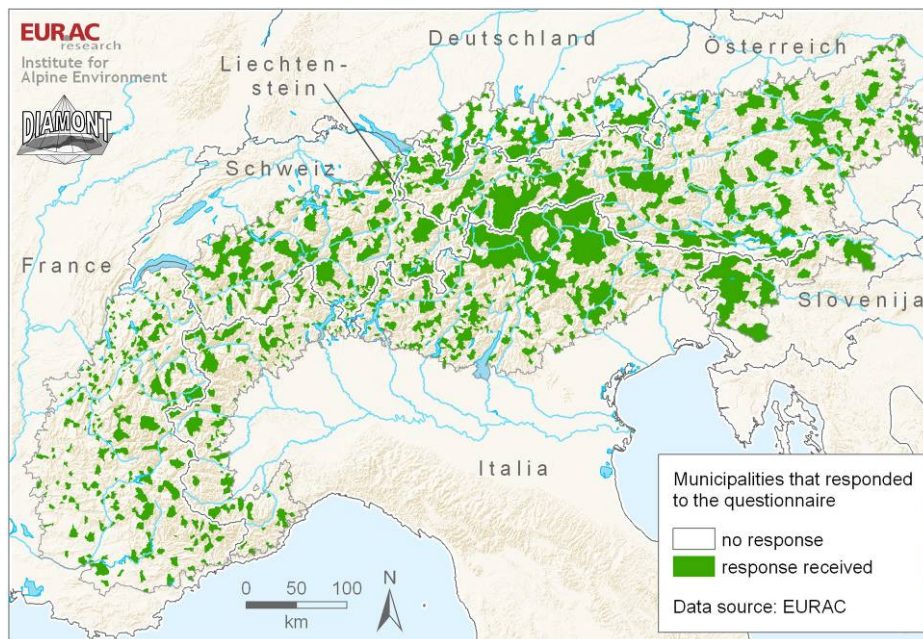 EURAC
research
Institute for
Alpine Environment
DIAMONT
Deutschland
Österreich
Liechten-
stein
Schweiz
France
Slovenija
Italia
0 50 100
km
N
Municipalities that responded
to the questionnaire
no response
response received
Data source: EURAC